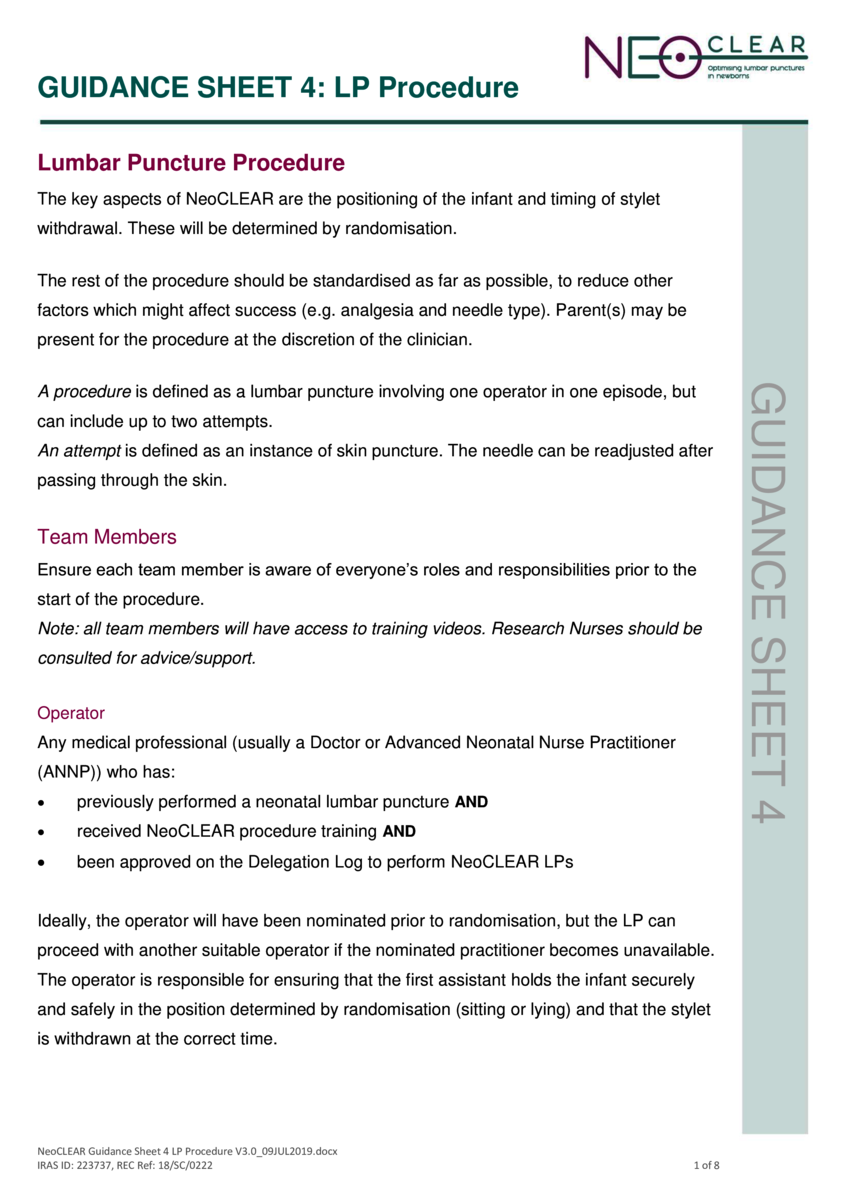 NEOCLEAR
Optimising lumbar punctures
in newborns
GUIDANCE SHEET 4: LP Procedure
Lumbar Puncture Procedure
The key aspects of NeoCLEAR are the positioning of the infant and timing of stylet
withdrawal. These will be determined by randomisation.
The rest of the procedure should be standardised as far as possible, to reduce other
factors which might affect success (e.g. analgesia and needle type). Parent(s) may be
present for the procedure at the discretion of the clinician.
A procedure is defined as a lumbar puncture involving one operator in one episode, but
can include up to two attempts.
An attempt is defined as an instance of skin puncture. The needle can be readjusted after
passing through the skin.
Team Members
Ensure each team member is aware of everyone’s roles and responsibilities prior to the
start of the procedure.
Note: all team members will have access to training videos. Research Nurses should be
consulted for advice/support.
Operator
Any medical professional (usually a Doctor or Advanced Neonatal Nurse Practitioner
(ANNP)) who has:
• previously performed a neonatal lumbar puncture AND
• received NeoCLEAR procedure training AND
• been approved on the Delegation Log to perform NeoCLEAR LPs
Ideally, the operator will have been nominated prior to randomisation, but the LP can
proceed with another suitable operator if the nominated practitioner becomes unavailable.
The operator is responsible for ensuring that the first assistant holds the infant securely
and safely in the position determined by randomisation (sitting or lying) and that the stylet
is withdrawn at the correct time.
GUIDANCE SHEET 4
NeoCLEAR Guidance Sheet 4 LP Procedure V3.0_09JUL2019.docx
IRAS ID: 223737, REC Ref: 18/SC/0222
1 of 8